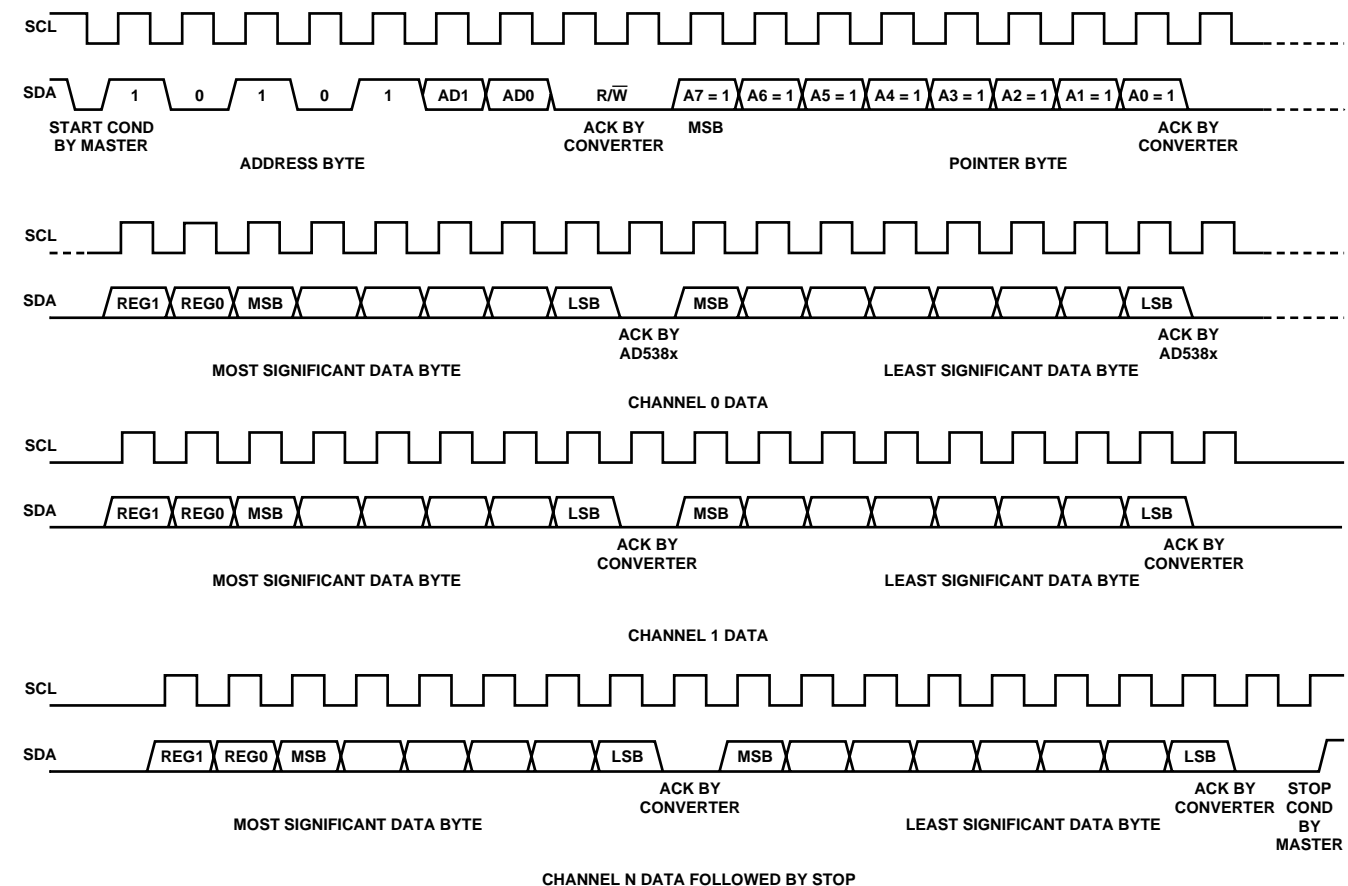 SCL
SDA 1 0 1 0 1 AD1 AD0 R/W̅ A7 = 1 A6 = 1 A5 = 1 A4 = 1 A3 = 1 A2 = 1 A1 = 1 A0 = 1
START COND BY MASTER
ACK BY CONVERTER
MSB
ACK BY CONVERTER
ADDRESS BYTE
POINTER BYTE
SCL
SDA REG1 REG0 MSB LSB MSB LSB
ACK BY AD538x
ACK BY AD538x
MOST SIGNIFICANT DATA BYTE
LEAST SIGNIFICANT DATA BYTE
CHANNEL 0 DATA
SCL
SDA REG1 REG0 MSB LSB MSB LSB
ACK BY CONVERTER
ACK BY CONVERTER
MOST SIGNIFICANT DATA BYTE
LEAST SIGNIFICANT DATA BYTE
CHANNEL 1 DATA
SCL
SDA REG1 REG0 MSB LSB MSB LSB
ACK BY CONVERTER
ACK BY CONVERTER
STOP COND BY MASTER
MOST SIGNIFICANT DATA BYTE
LEAST SIGNIFICANT DATA BYTE
CHANNEL N DATA FOLLOWED BY STOP